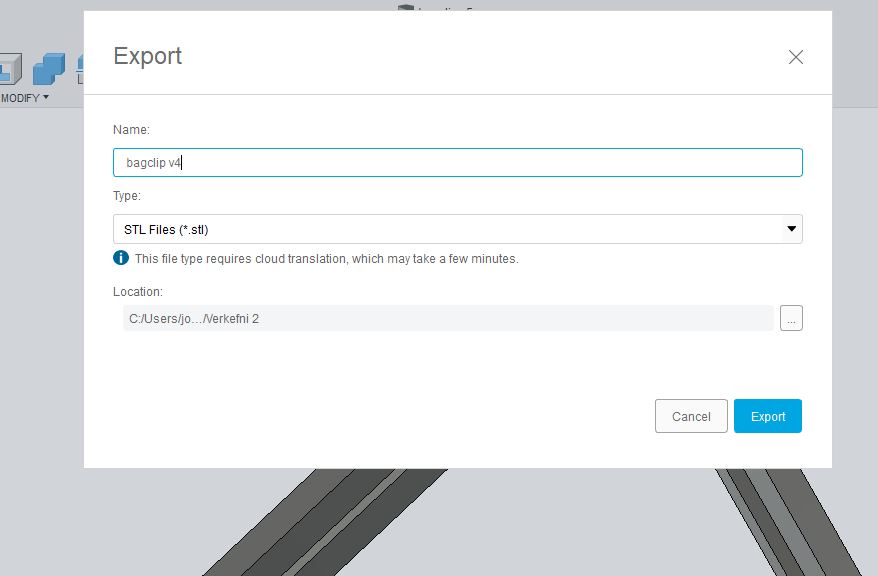 Export
MODIFY
Name:
bagclip v4
Type:
STL Files (*.stl)
This file type requires cloud translation, which may take a few minutes.
Location:
C:/Users/jo.../Verkefni 2
...
Cancel
Export